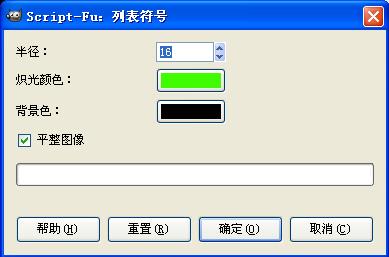 Script-Fu: 列表符号
半径：
16
炽光颜色：
背景色：
平整图像
帮助(H) 重置(R) 确定(O) 取消(C)